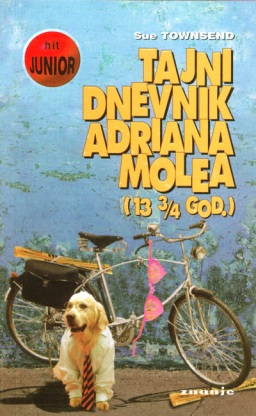 Sue TOWNSEND
hit
JUNIOR
TAJNI
DNEVNIK
ADRIANA
MOLEA
(13 3/4 GOD.)
znanje